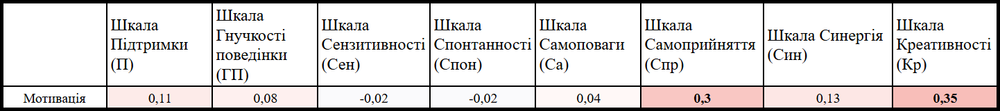 Шкала
Підтримки
(П)
Шкала
Гнучкості
поведінки
(ГП)
Шкала
Сензитивності
(Сен)
Шкала
Спонтанності
(Спон)
Шкала
Самоповаги
(Са)
Шкала
Самоприйняття
(Спр)
Шкала Синергія
(Син)
Шкала
Креативності
(Кр)
Мотивація 0,11 0,08 -0,02 -0,02 0,04 0,3 0,13 0,35